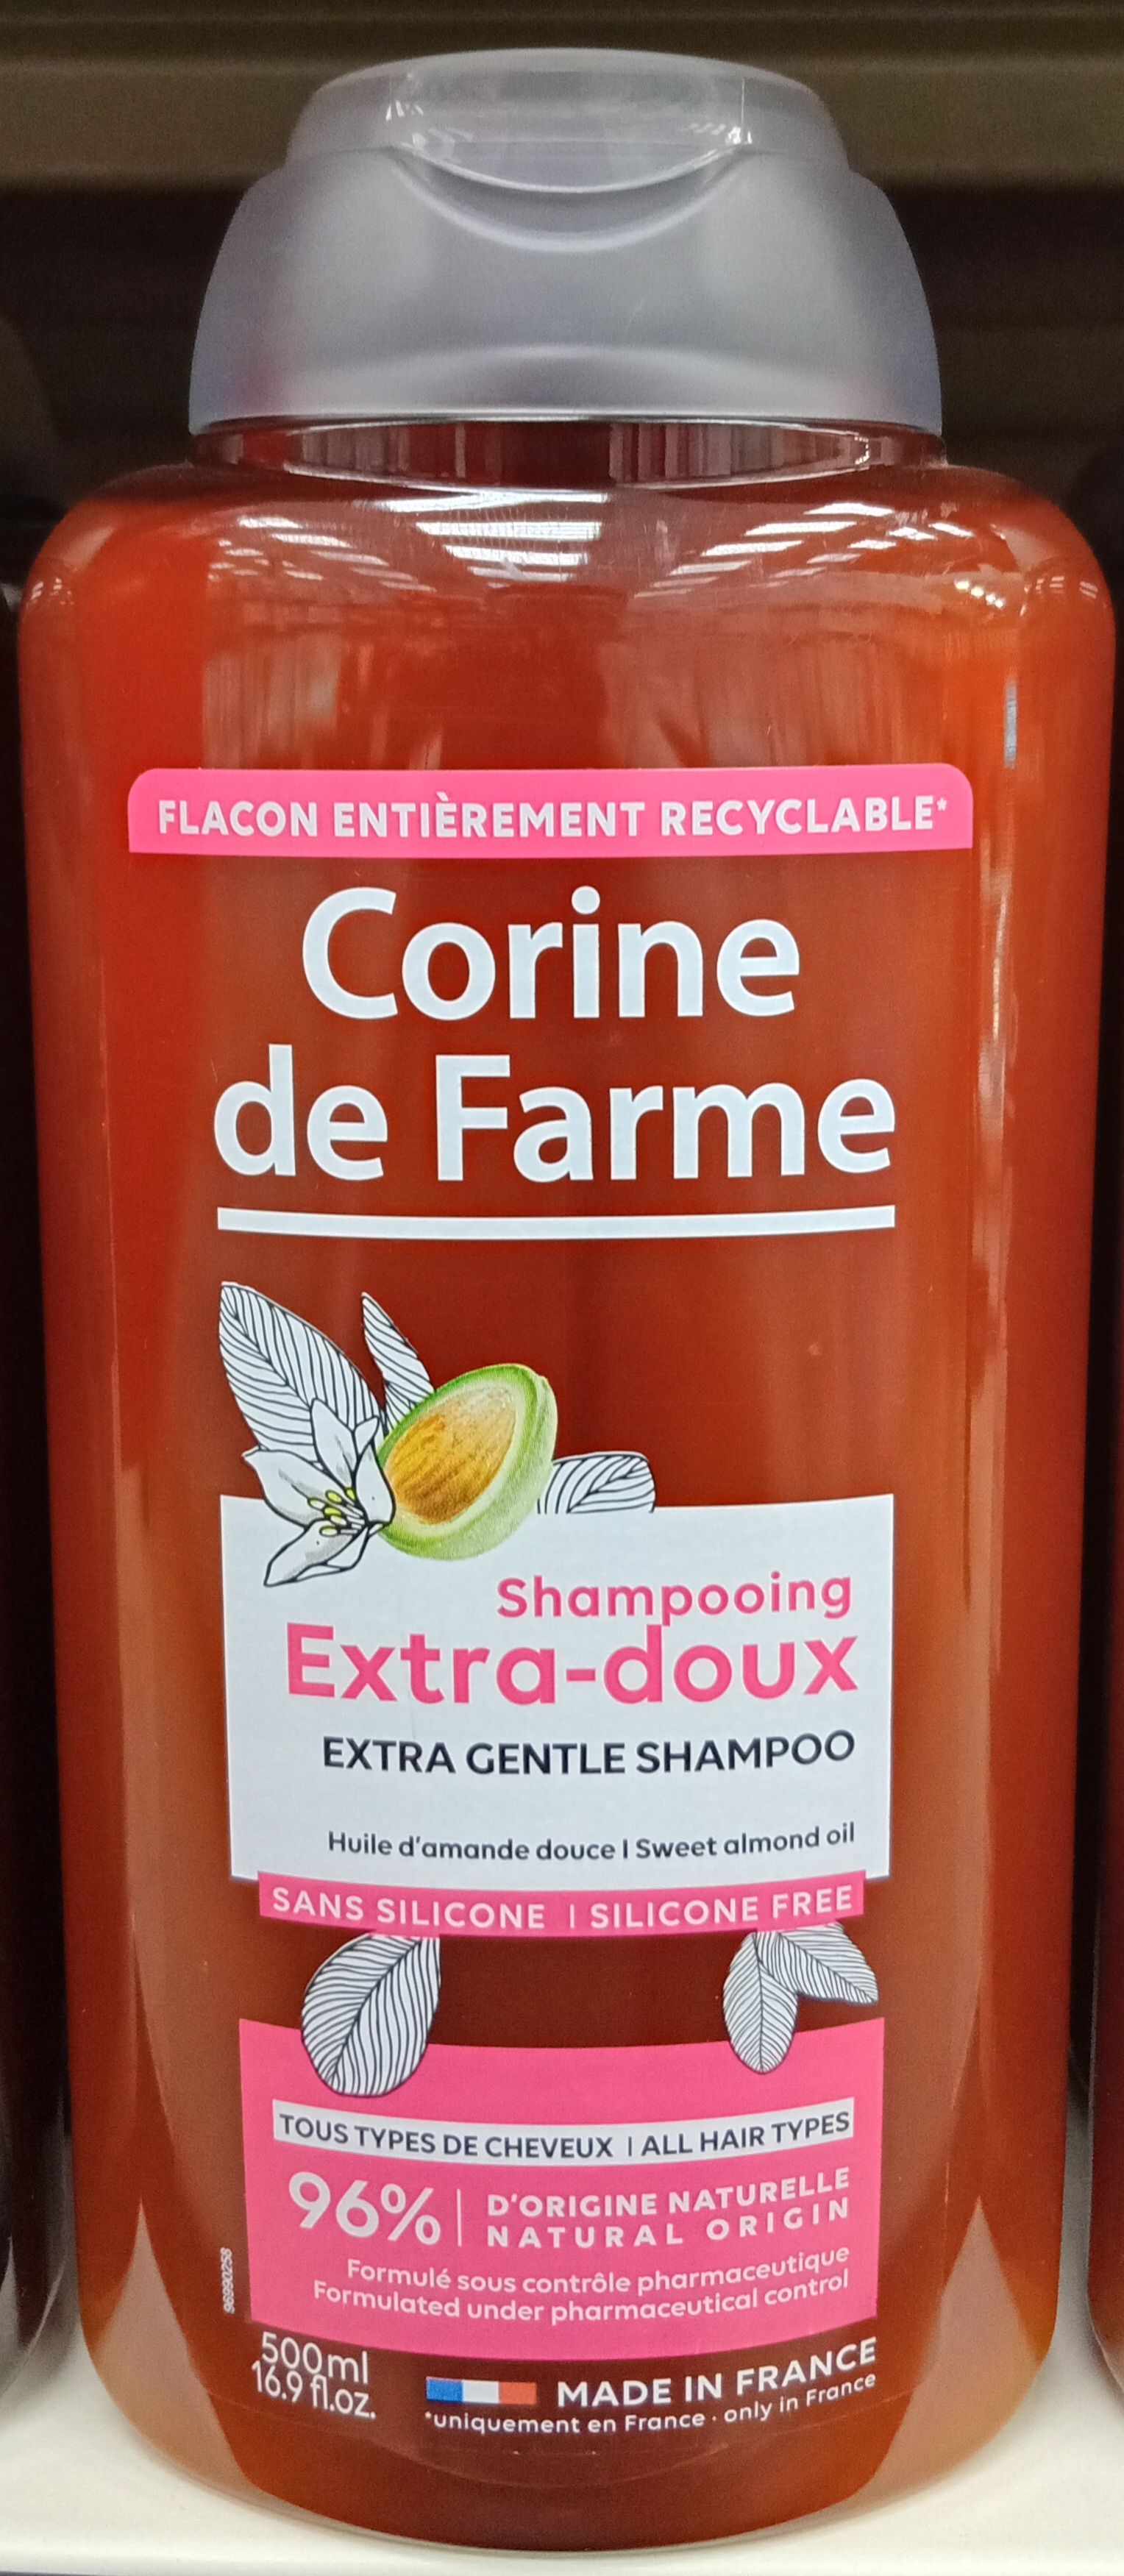 FLACON ENTIÈREMENT RECYCLABLE*
Corine
de Farme
Shampooing
Extra-doux
EXTRA GENTLE SHAMPOO
Huile d'amande douce | Sweet almond oil
SANS SILICONE | SILICONE FREE
TOUS TYPES DE CHEVEUX | ALL HAIR TYPES
96% | D'ORIGINE NATURELLE
NATURAL ORIGIN
Formulé sous contrôle pharmaceutique
Formulated under pharmaceutical control
500ml
16.9 fl.oz.
MADE IN FRANCE
*uniquement en France · only in France